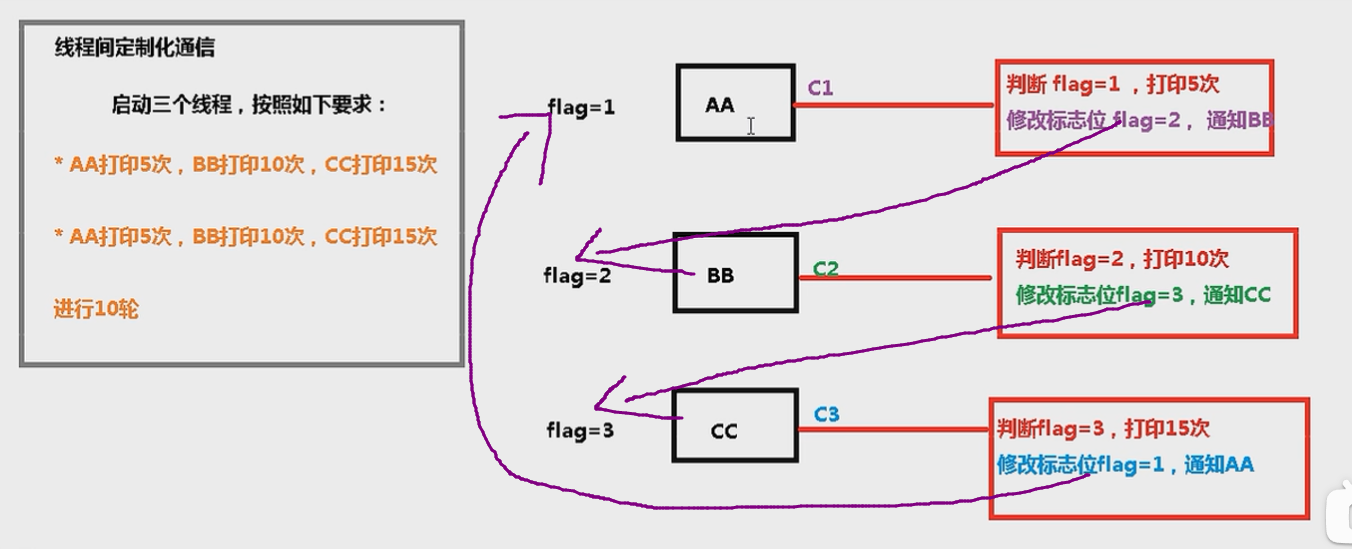 线程间定制化通信
启动三个线程，按照如下要求：
* AA打印5次，BB打印10次，CC打印15次
* AA打印5次，BB打印10次，CC打印15次
进行10轮
flag=1
AA
C1
判断 flag=1 ，打印5次
修改标志位 flag=2， 通知BB
flag=2
BB
C2
判断flag=2，打印10次
修改标志位flag=3，通知CC
flag=3
CC
C3
判断flag=3，打印15次
修改标志位flag=1，通知AA